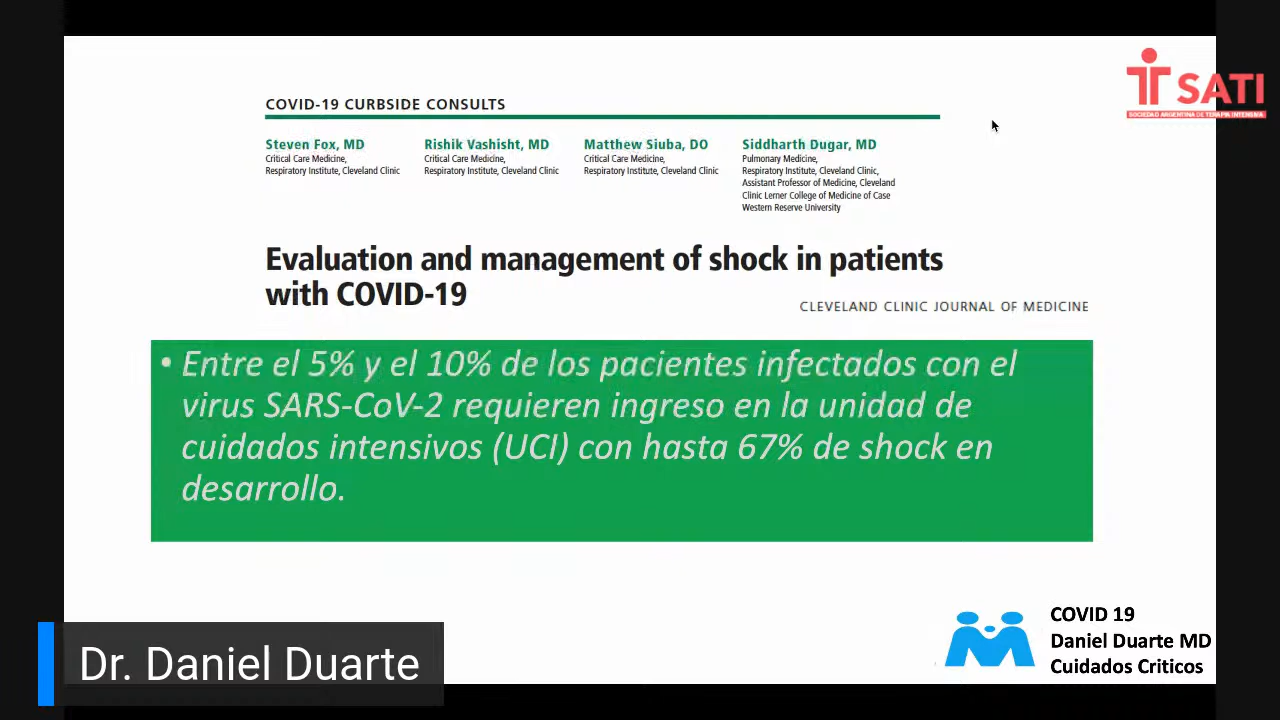 COVID-19 CURBSIDE CONSULTS
SATI
SOCIEDAD ARGENTINA DE TERAPIA INTENSIVA
Steven Fox, MD
Critical Care Medicine,
Respiratory Institute, Cleveland Clinic
Rishik Vashisht, MD
Critical Care Medicine,
Respiratory Institute, Cleveland Clinic
Matthew Siuba, DO
Critical Care Medicine,
Respiratory Institute, Cleveland Clinic
Siddharth Dugar, MD
Pulmonary Medicine,
Respiratory Institute, Cleveland Clinic,
Assistant Professor of Medicine, Cleveland
Clinic Lerner College of Medicine of Case
Western Reserve University
Evaluation and management of shock in patients
with COVID-19
CLEVELAND CLINIC JOURNAL OF MEDICINE
• Entre el 5% y el 10% de los pacientes infectados con el
virus SARS-CoV-2 requieren ingreso en la unidad de
cuidados intensivos (UCI) con hasta 67% de shock en
desarrollo.
COVID 19
Daniel Duarte MD
Cuidados Criticos
Dr. Daniel Duarte